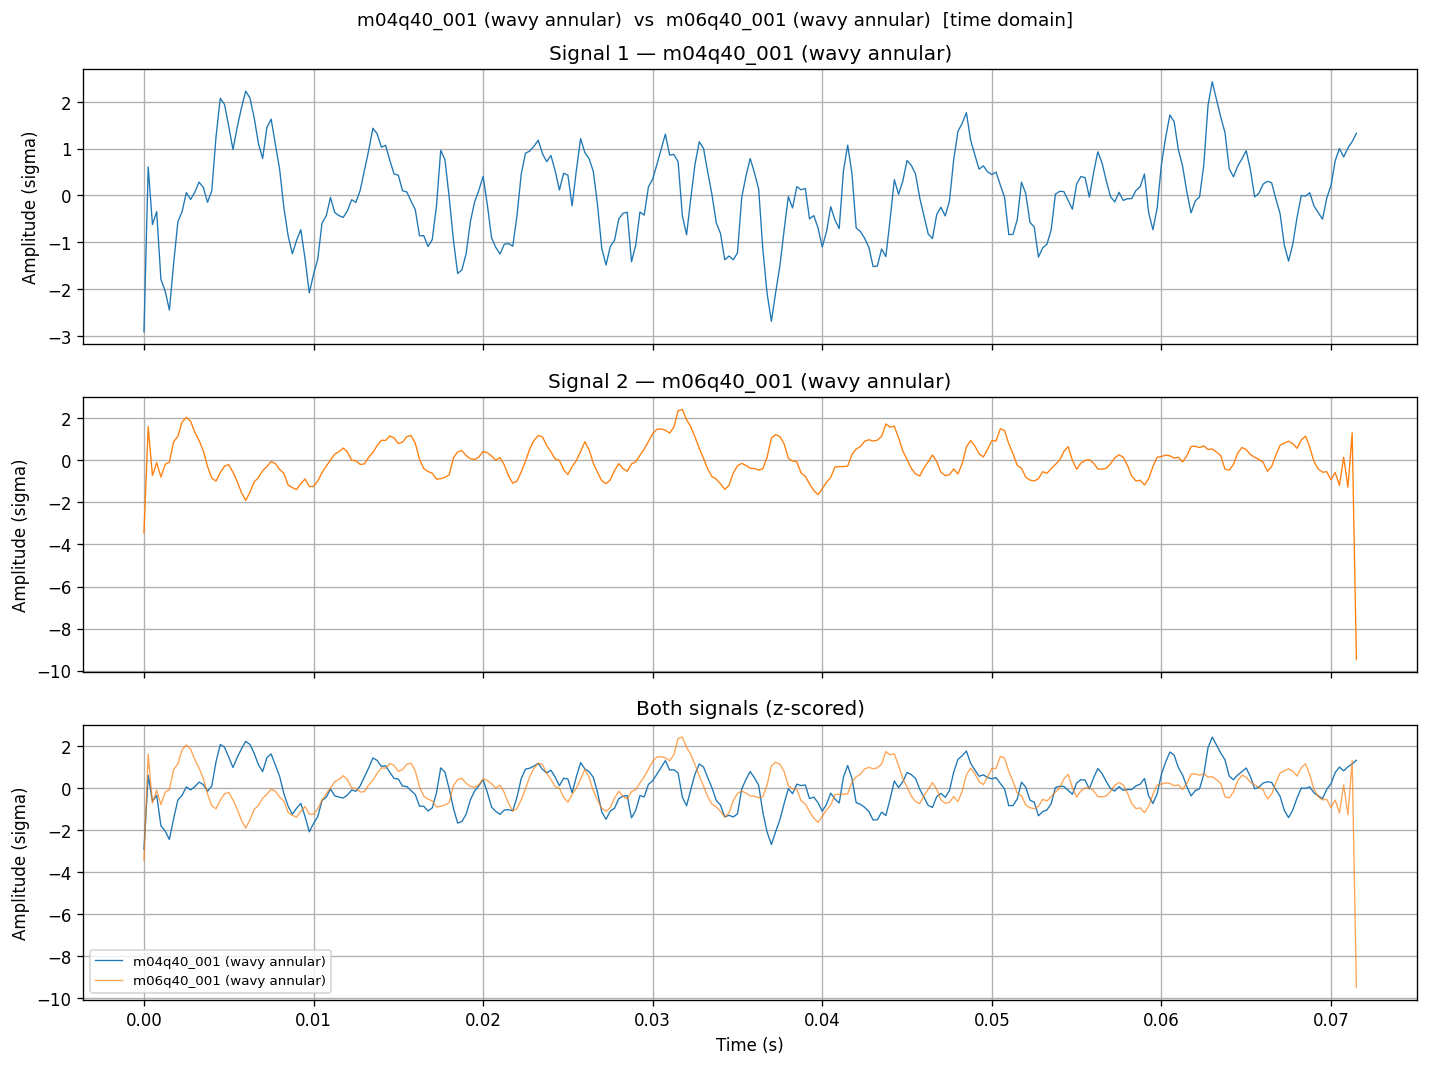 m04q40_001 (wavy annular)  vs  m06q40_001 (wavy annular)  [time domain]
Signal 1 — m04q40_001 (wavy annular)
Amplitude (sigma)
2
1
0
−1
−2
−3
Signal 2 — m06q40_001 (wavy annular)
Amplitude (sigma)
2
0
−2
−4
−6
−8
−10
Both signals (z-scored)
Amplitude (sigma)
2
0
−2
−4
−6
−8
−10
m04q40_001 (wavy annular)
m06q40_001 (wavy annular)
0.00 0.01 0.02 0.03 0.04 0.05 0.06 0.07
Time (s)